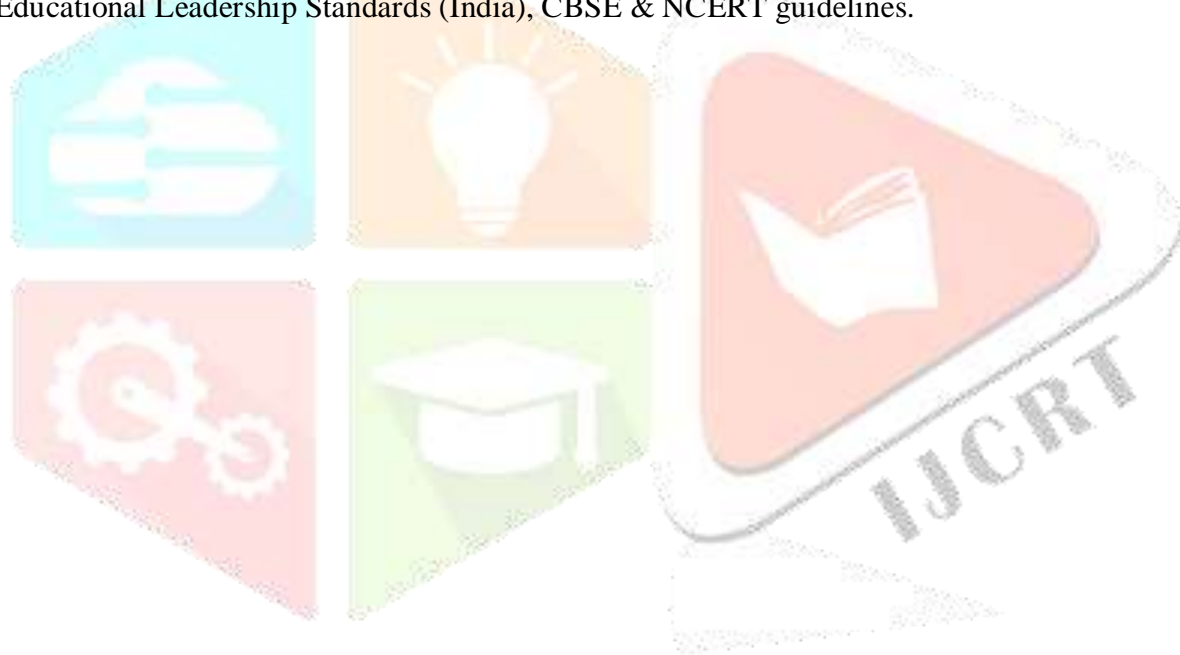 Educational Leadership Standards (India), CBSE & NCERT guidelines.
IJCRT